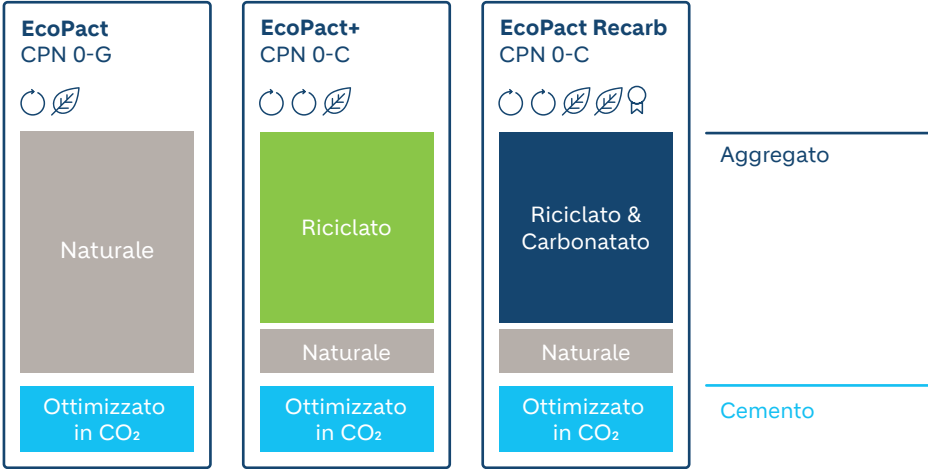 EcoPact
CPN 0-G
Naturale
Ottimizzato
in CO₂
EcoPact+
CPN 0-C
Riciclato
Naturale
Ottimizzato
in CO₂
EcoPact Recarb
CPN 0-C
Riciclato &
Carbonatato
Naturale
Ottimizzato
in CO₂
Aggregato
Cemento